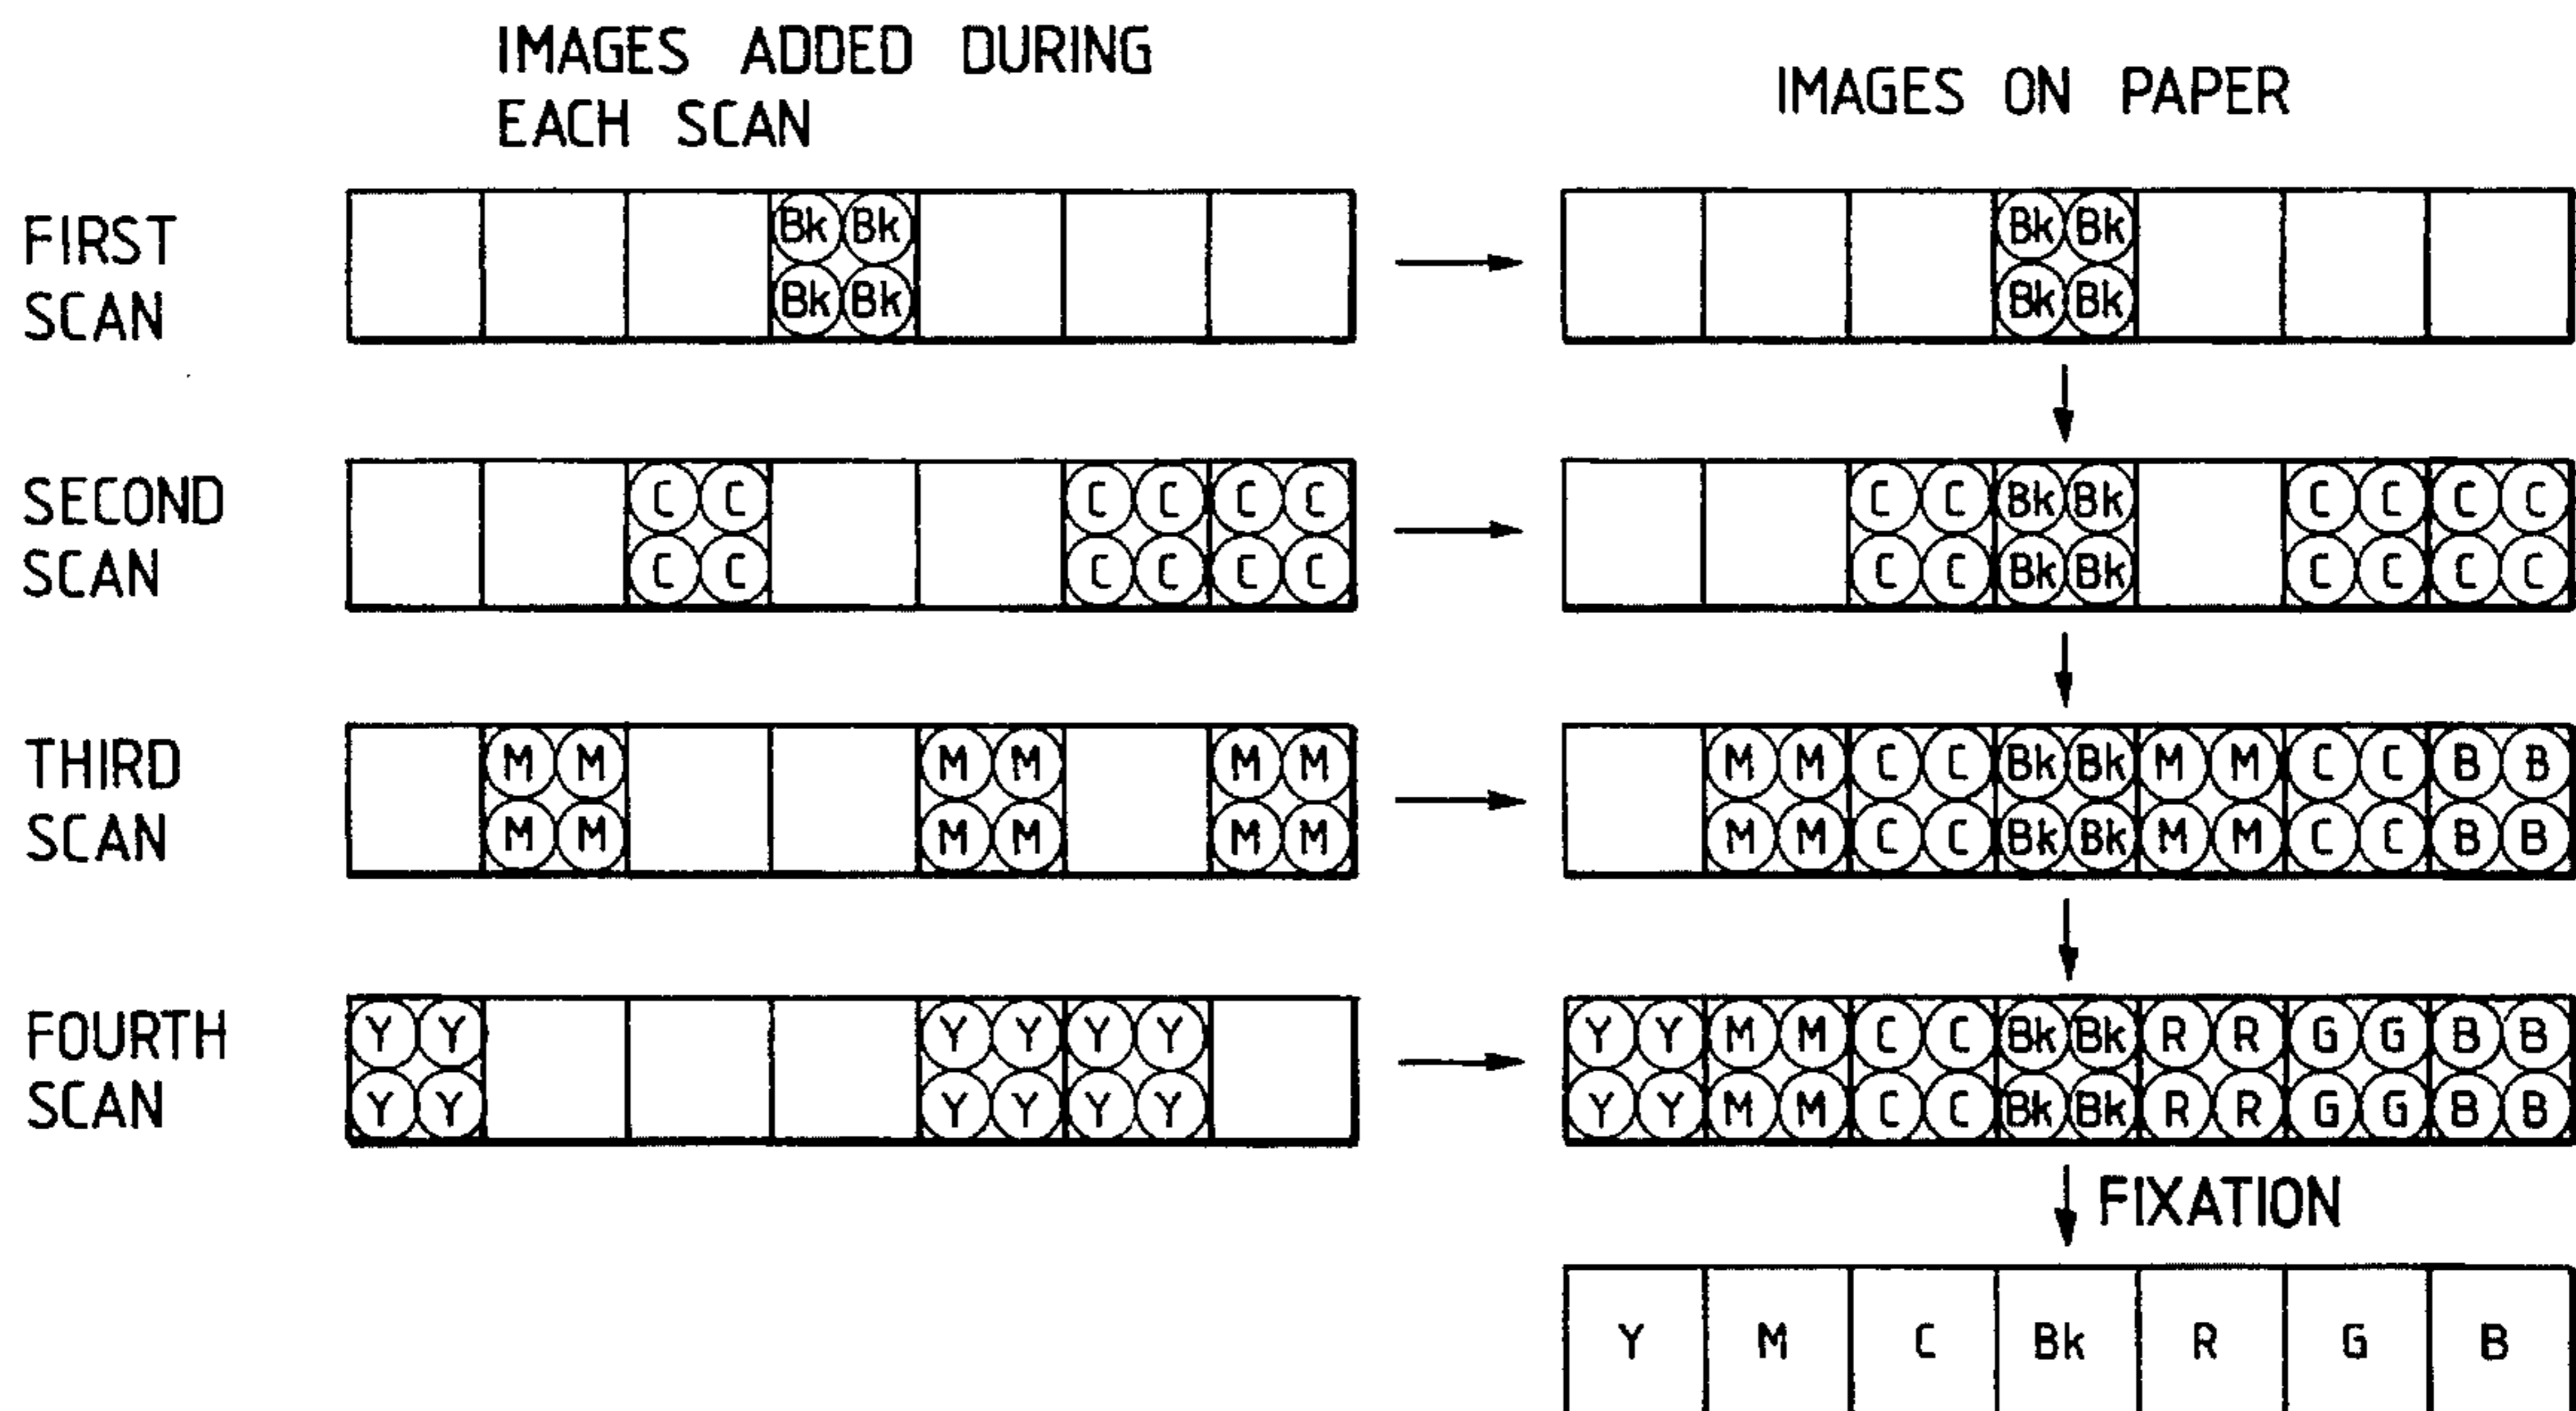 IMAGES ADDED DURING
EACH SCAN
IMAGES ON PAPER
FIRST
SCAN
Bk Bk
Bk Bk
Bk Bk
Bk Bk
SECOND
SCAN
C C C C C C
C C C C C C
C C Bk Bk C C C C
C C Bk Bk C C C C
THIRD
SCAN
M M M M M M
M M M M M M
M M C C Bk Bk M M C C B B
M M C C Bk Bk M M C C B B
FOURTH
SCAN
Y Y Y Y Y Y
Y Y Y Y Y Y
Y Y M M C C Bk Bk R R G G B B
Y Y M M C C Bk Bk R R G G B B
FIXATION
Y M C Bk R G B